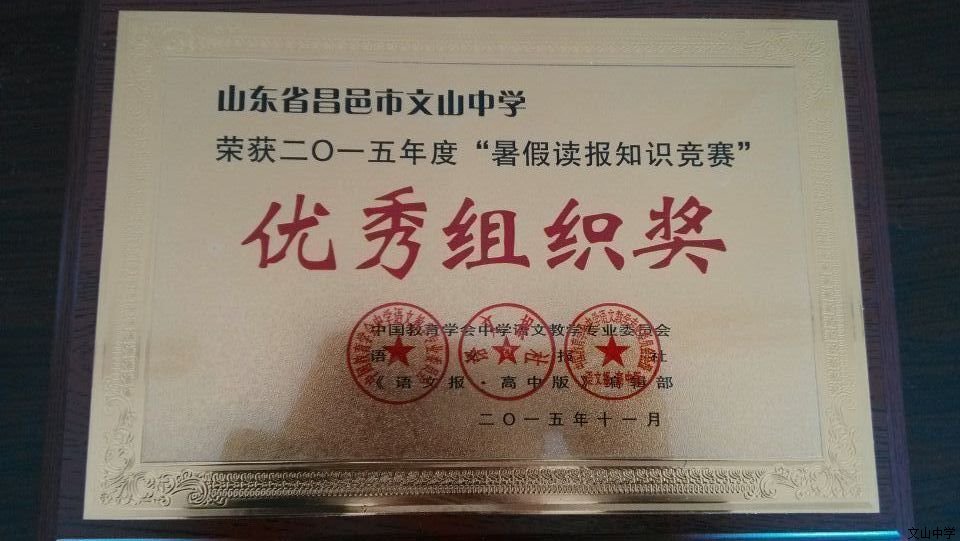 山东省昌邑市文山中学
荣获二〇一五年度“暑假读报知识竞赛”
优秀组织奖
中国教育学会中学语文教学专业委员会
语文报社
《语文报·高中版》编辑部
二〇一五年十一月
文山中学